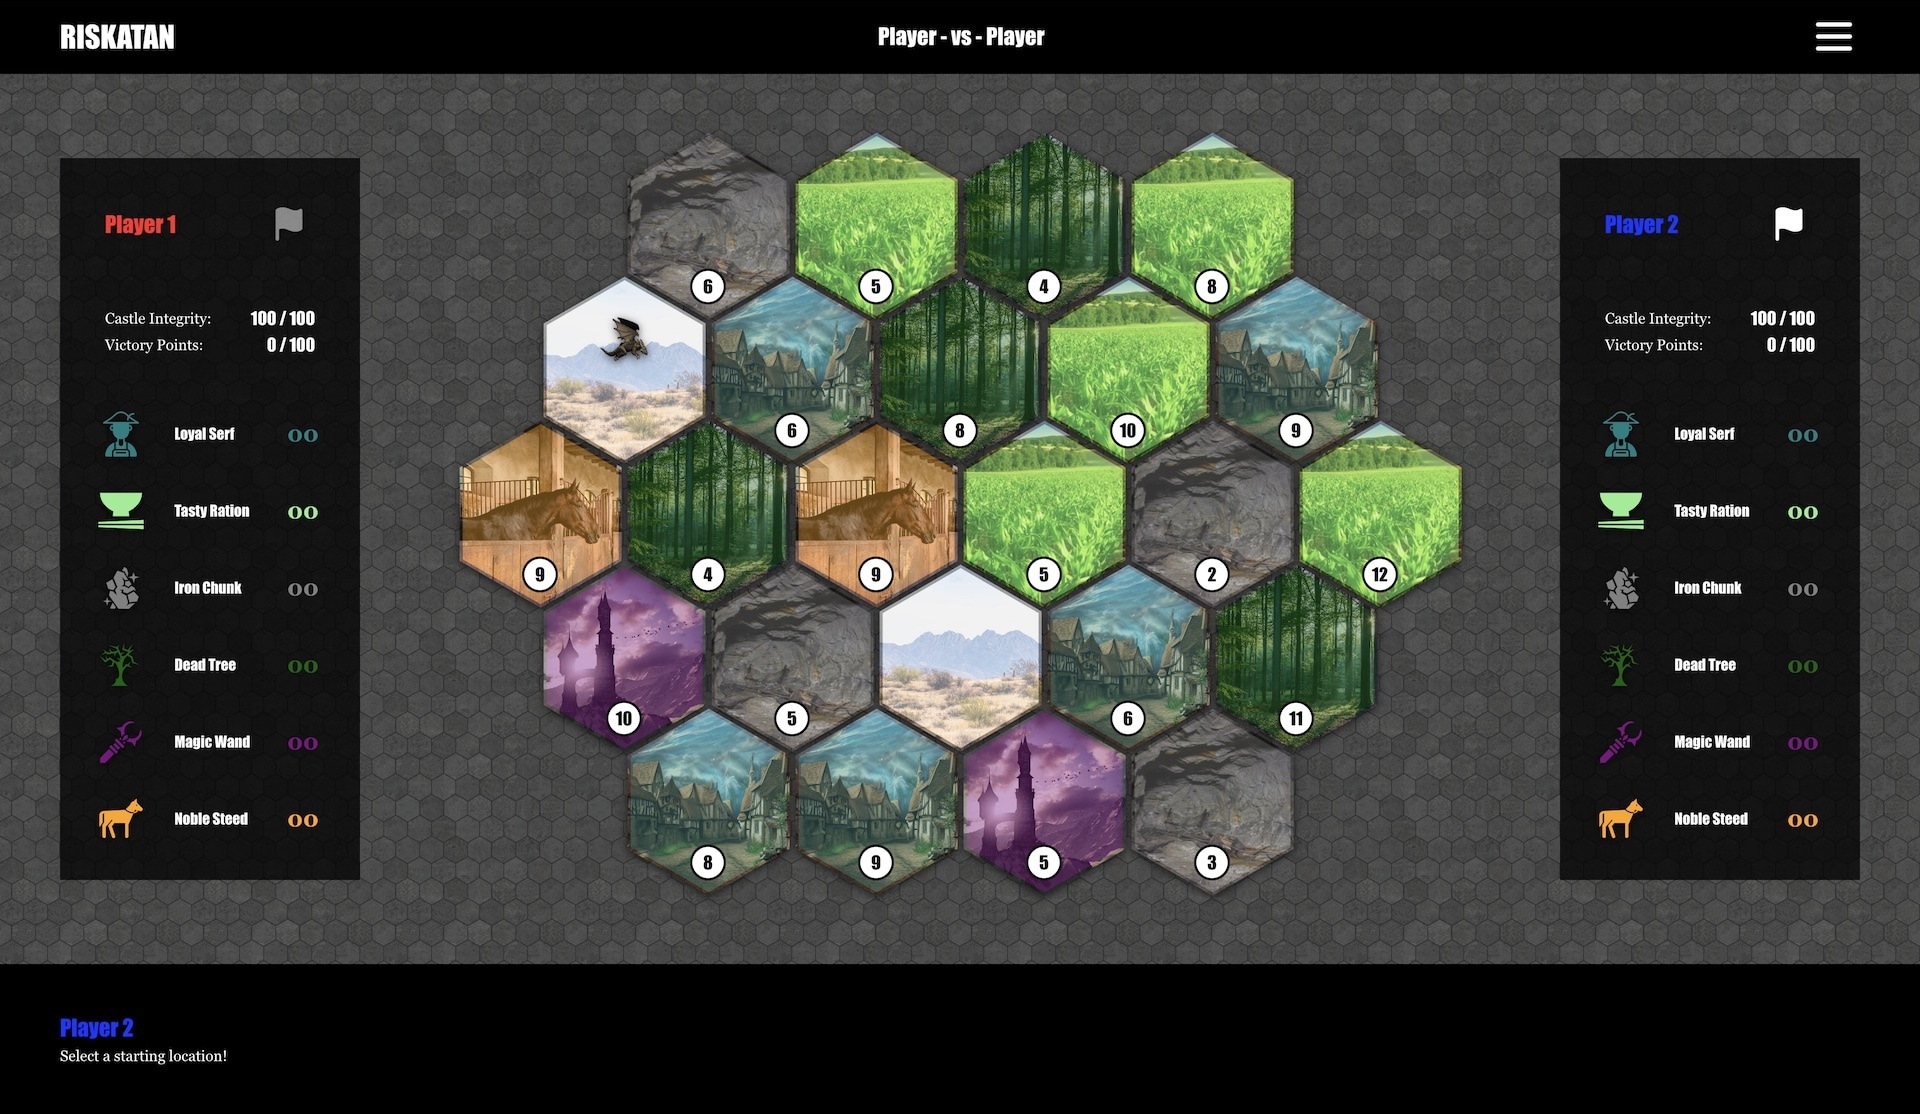 RISKATAN
Player - vs - Player
Player 1
Castle Integrity: 100 / 100
Victory Points: 0 / 100
Loyal Serf 00
Tasty Ration 00
Iron Chunk 00
Dead Tree 00
Magic Wand 00
Noble Steed 00
6 5 4 8
6 8 10 9
9 4 9 5 2 12
10 5 6 11
8 9 5 3
Player 2
Castle Integrity: 100 / 100
Victory Points: 0 / 100
Loyal Serf 00
Tasty Ration 00
Iron Chunk 00
Dead Tree 00
Magic Wand 00
Noble Steed 00
Player 2
Select a starting location!